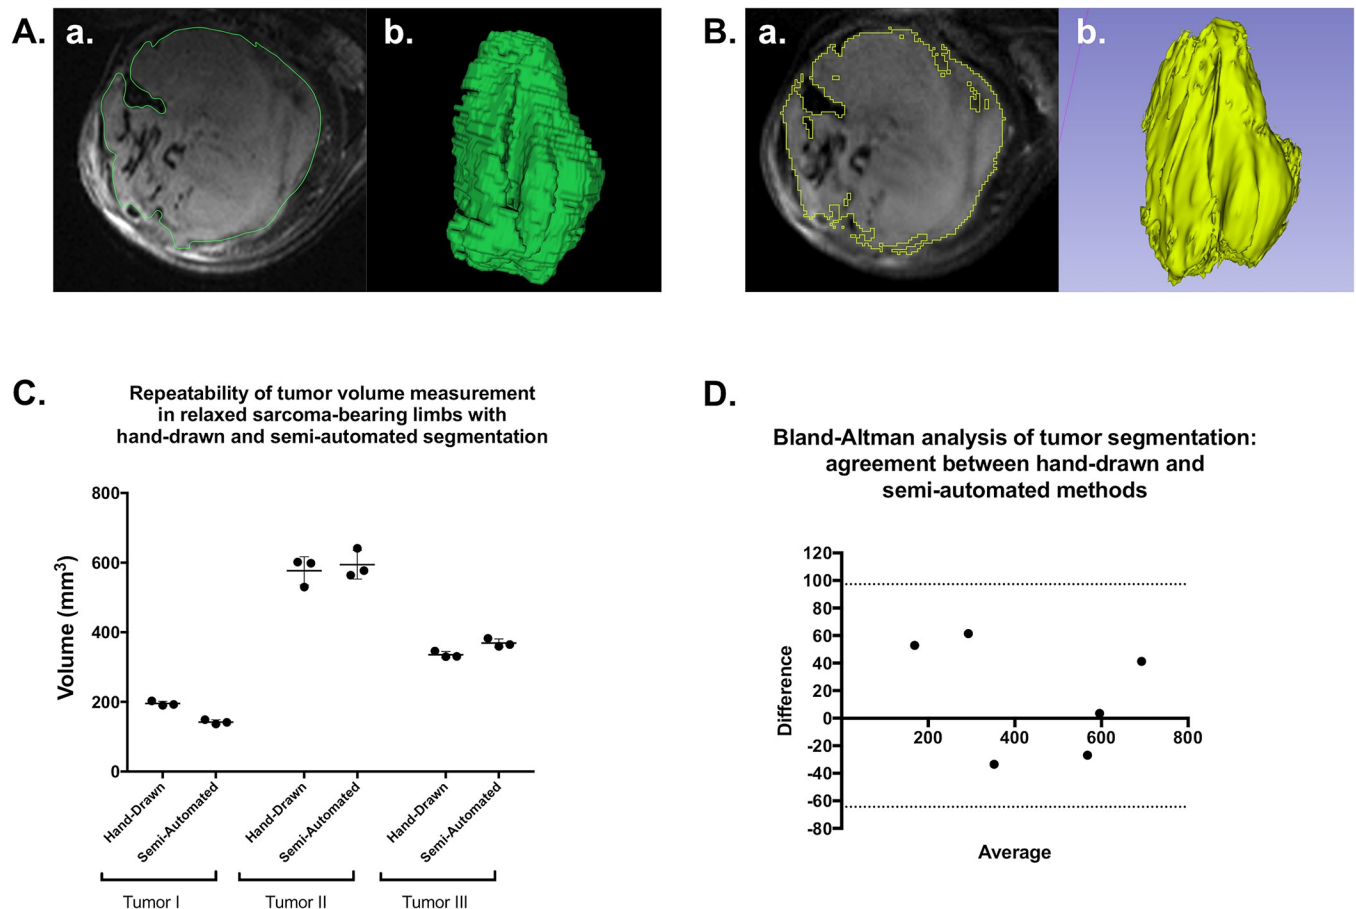 A.
a.
b.
B.
a.
b.
C.
Repeatability of tumor volume measurement
in relaxed sarcoma-bearing limbs with
hand-drawn and semi-automated segmentation
Volume (mm³)
800
600
400
200
0
Hand-Drawn
Semi-Automated
Hand-Drawn
Semi-Automated
Hand-Drawn
Semi-Automated
Tumor I
Tumor II
Tumor III
D.
Bland-Altman analysis of tumor segmentation:
agreement between hand-drawn and
semi-automated methods
Difference
120
100
80
60
40
20
0
-20
-40
-60
-80
200
400
600
800
Average